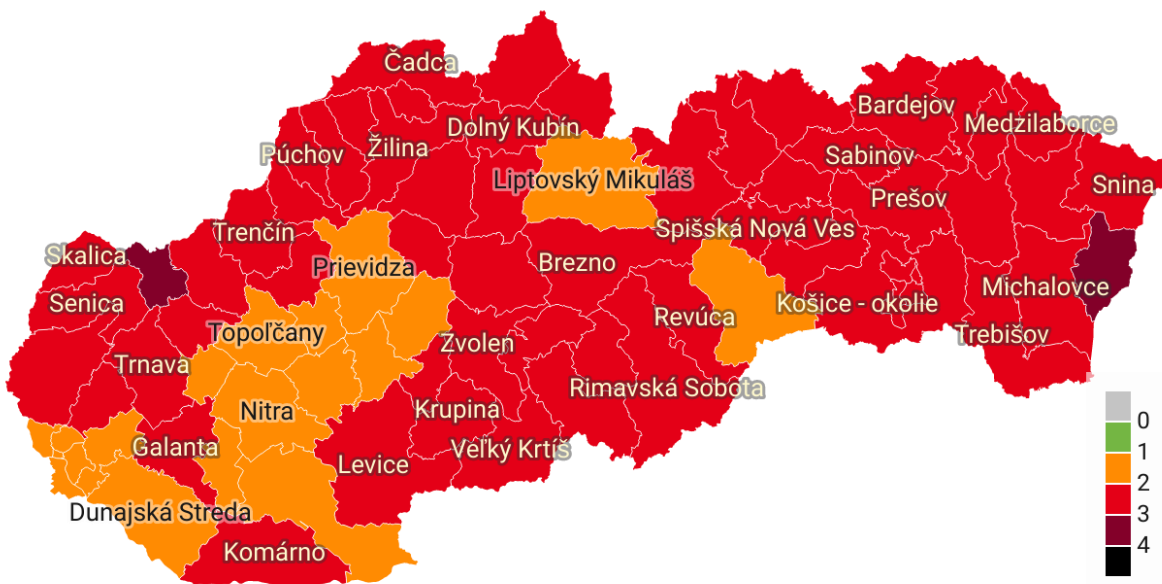 Čadca
Bardejov
Dolný Kubín
Medzilaborce
Žilina
Púchov
Sabinov
Liptovský Mikuláš
Snina
Prešov
Spišská Nová Ves
Trenčín
Skalica
Brezno
Prievidza
Michalovce
Senica
Košice - okolie
Revúca
Topoľčany
Trebišov
Zvolen
Trnava
Rimavská Sobota
Nitra
Krupina
Galanta
Veľký Krtíš
Levice
Dunajská Streda
Komárno
0
1
2
3
4